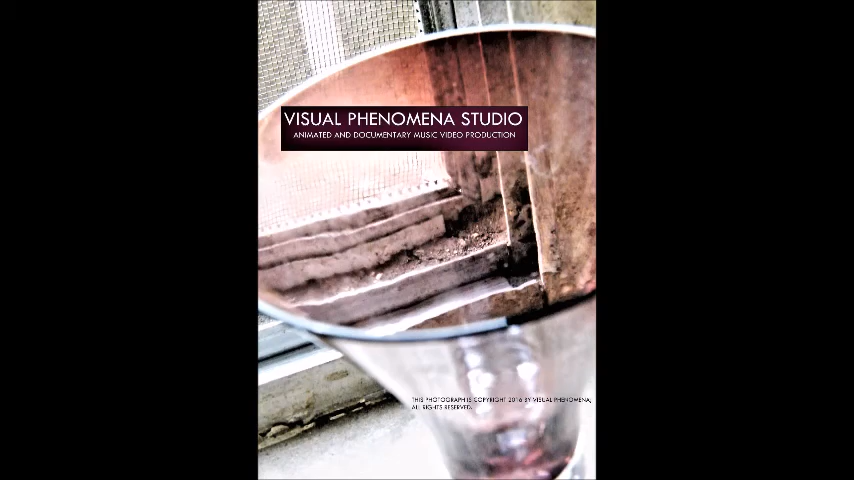 VISUAL PHENOMENA STUDIO
ANIMATED AND DOCUMENTARY MUSIC VIDEO PRODUCTION
THIS PHOTOGRAPH IS COPYRIGHT 2016 BY VISUAL PHENOMENA;
ALL RIGHTS RESERVED.